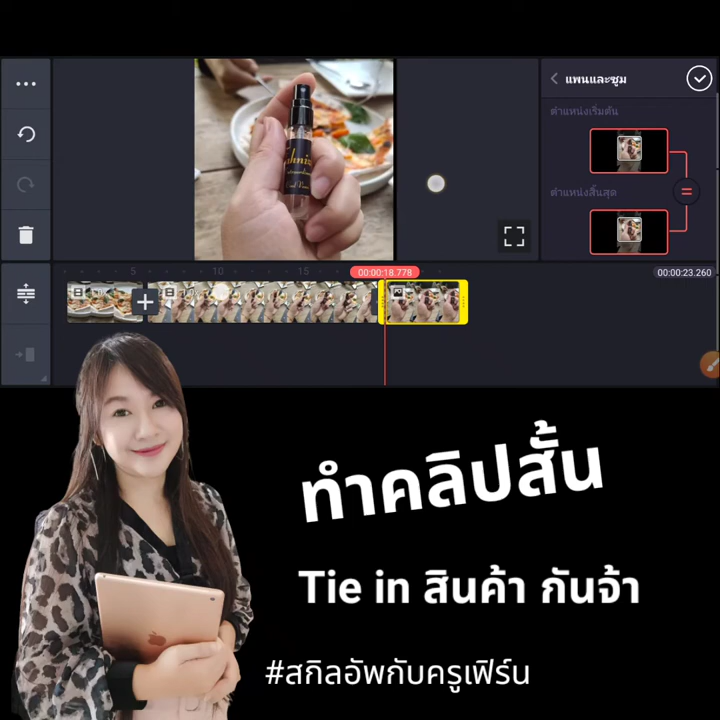 แพนและซูม
ตำแหน่งเริ่มต้น
ตำแหน่งสิ้นสุด
5
10
15
00:00:18.778
00:00:23.260
ทำคลิปสั้น
Tie in สินค้า กันจ้า
#สกิลอัพกับครูเฟิร์น